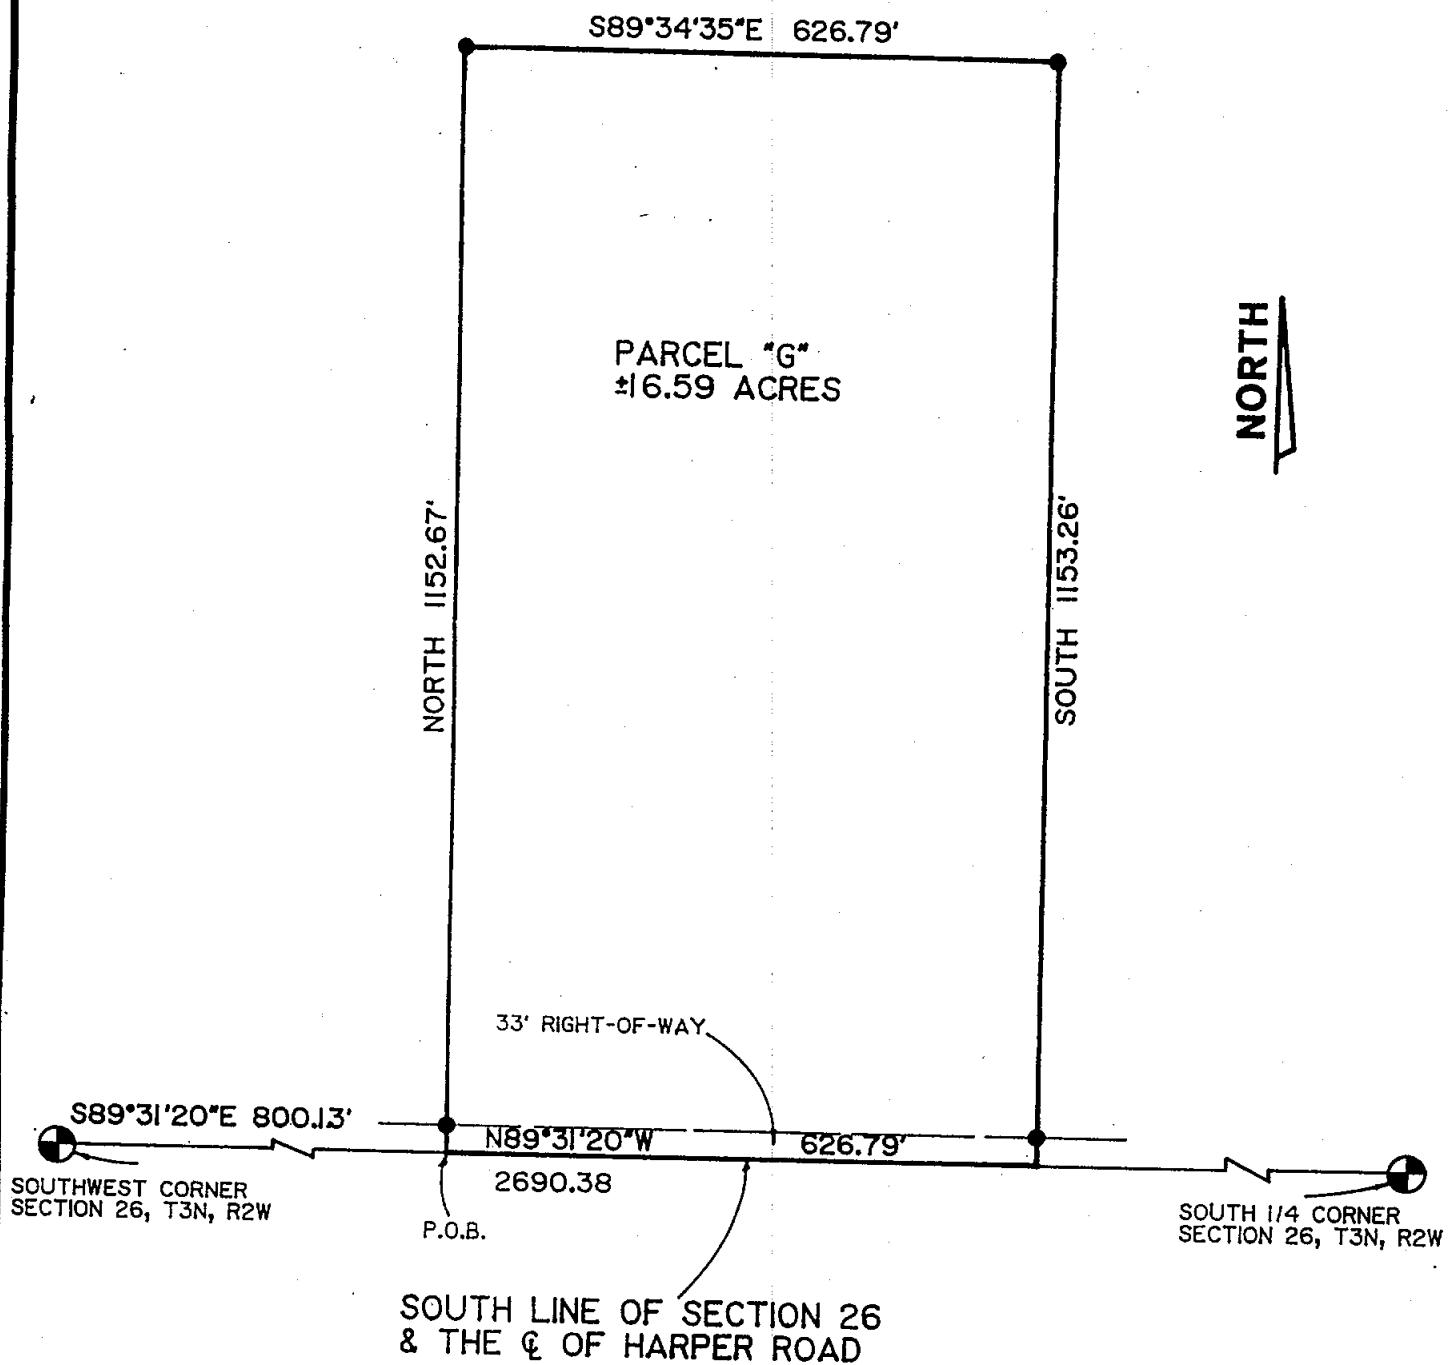 S89°34'35"E 626.79'
PARCEL "G"
±16.59 ACRES
NORTH
NORTH 1152.67'
SOUTH 1153.26'
33' RIGHT-OF-WAY
S89°31'20"E 800.13'
N89°31'20"W 626.79'
2690.38
SOUTHWEST CORNER
SECTION 26, T3N, R2W
P.O.B.
SOUTH 1/4 CORNER
SECTION 26, T3N, R2W
SOUTH LINE OF SECTION 26
& THE ℄ OF HARPER ROAD